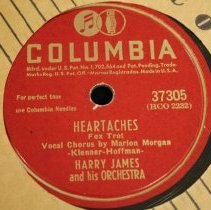 COLUMBIA
Mfrd. under U.S. Pat. No. 1,702,564 and Pat. Pending. Trade-
Marks Reg. U.S. Pat. Off. Marcas Registradas. Made in U.S.A.
For perfect tone
use Columbia Needles
37305
(HCO 2282)
HEARTACHES
Fox Trot
Vocal Chorus by Marion Morgan
-Klenner-Hoffman-
HARRY JAMES
and his ORCHESTRA